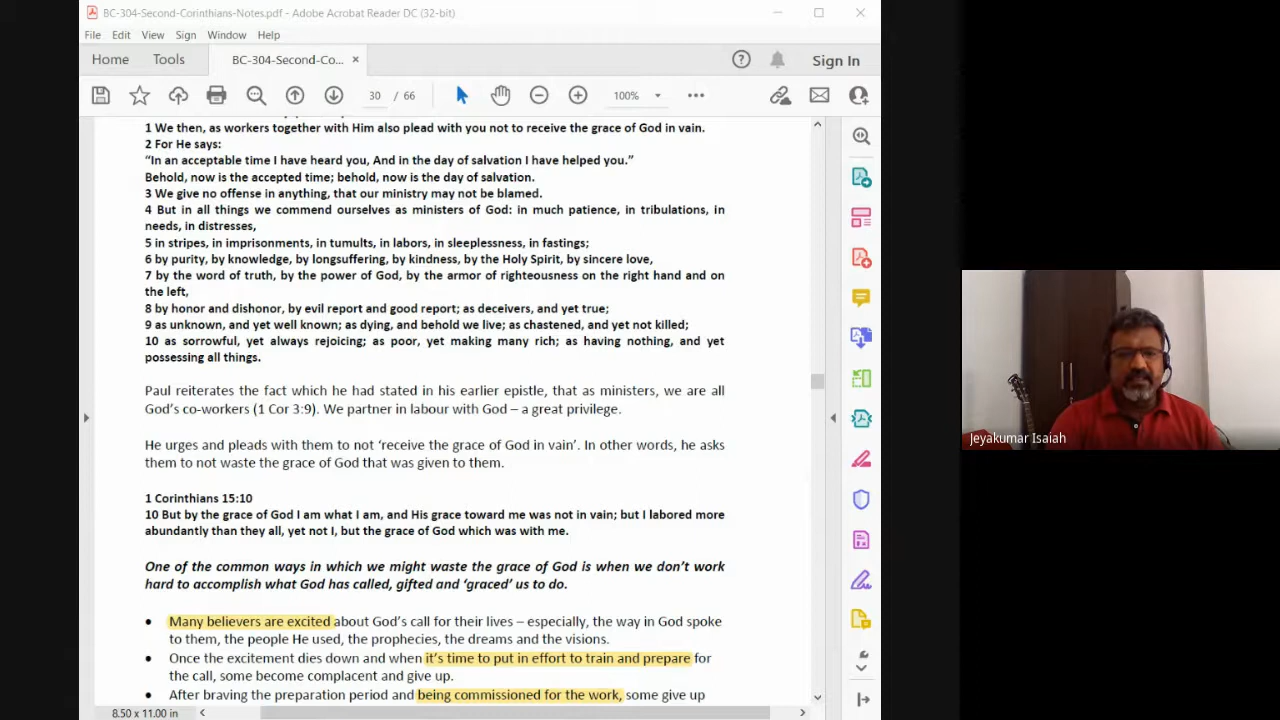 BC-304-Second-Corinthians-Notes.pdf - Adobe Acrobat Reader DC (32-bit)
File Edit View Sign Window Help
Home Tools BC-304-Second-Co... × Sign In
30 / 66 100%
1 We then, as workers together with Him also plead with you not to receive the grace of God in vain.
2 For He says:
“In an acceptable time I have heard you, And in the day of salvation I have helped you.”
Behold, now is the accepted time; behold, now is the day of salvation.
3 We give no offense in anything, that our ministry may not be blamed.
4 But in all things we commend ourselves as ministers of God: in much patience, in tribulations, in
needs, in distresses,
5 in stripes, in imprisonments, in tumults, in labors, in sleeplessness, in fastings;
6 by purity, by knowledge, by longsuffering, by kindness, by the Holy Spirit, by sincere love,
7 by the word of truth, by the power of God, by the armor of righteousness on the right hand and on
the left,
8 by honor and dishonor, by evil report and good report; as deceivers, and yet true;
9 as unknown, and yet well known; as dying, and behold we live; as chastened, and yet not killed;
10 as sorrowful, yet always rejoicing; as poor, yet making many rich; as having nothing, and yet
possessing all things.
Paul reiterates the fact which he had stated in his earlier epistle, that as ministers, we are all
God’s co-workers (1 Cor 3:9). We partner in labour with God – a great privilege.
He urges and pleads with them to not ‘receive the grace of God in vain’. In other words, he asks
them to not waste the grace of God that was given to them.
1 Corinthians 15:10
10 But by the grace of God I am what I am, and His grace toward me was not in vain; but I labored more
abundantly than they all, yet not I, but the grace of God which was with me.
One of the common ways in which we might waste the grace of God is when we don’t work
hard to accomplish what God has called, gifted and ‘graced’ us to do.
• Many believers are excited about God’s call for their lives – especially, the way in God spoke
to them, the people He used, the prophecies, the dreams and the visions.
• Once the excitement dies down and when it’s time to put in effort to train and prepare for
the call, some become complacent and give up.
• After braving the preparation period and being commissioned for the work, some give up
8.50 x 11.00 in
Jeyakumar Isaiah